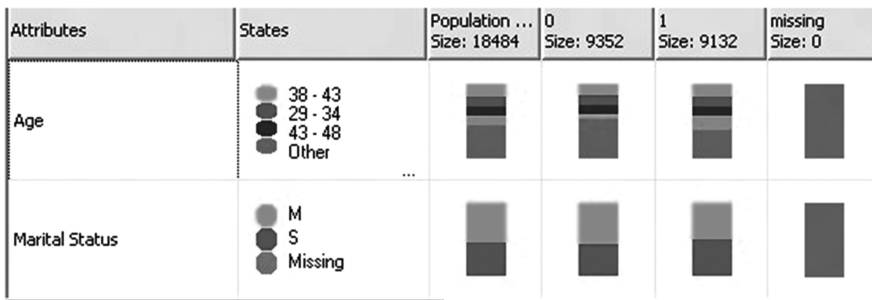 Attributes
States
Population ...
Size: 18484
0
Size: 9352
1
Size: 9132
missing
Size: 0
Age
38 - 43
29 - 34
43 - 48
Other
...
Marital Status
M
S
Missing